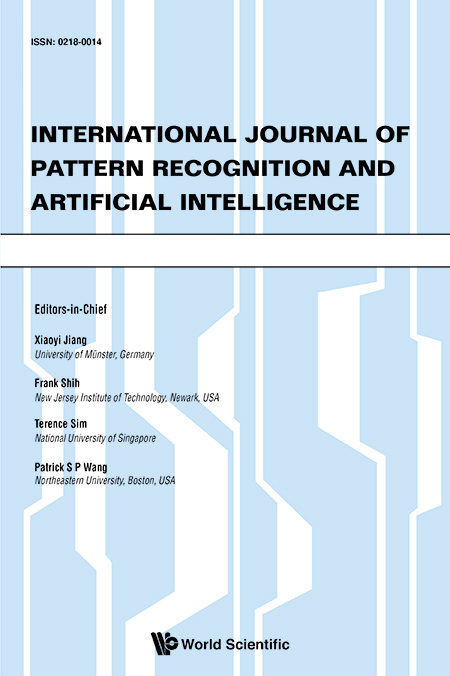 ISSN: 0218-0014
INTERNATIONAL JOURNAL OF
PATTERN RECOGNITION AND
ARTIFICIAL INTELLIGENCE
Editors-in-Chief
Xiaoyi Jiang
University of Münster, Germany
Frank Shih
New Jersey Institute of Technology, Newark, USA
Terence Sim
National University of Singapore
Patrick S P Wang
Northeastern University, Boston, USA
World Scientific